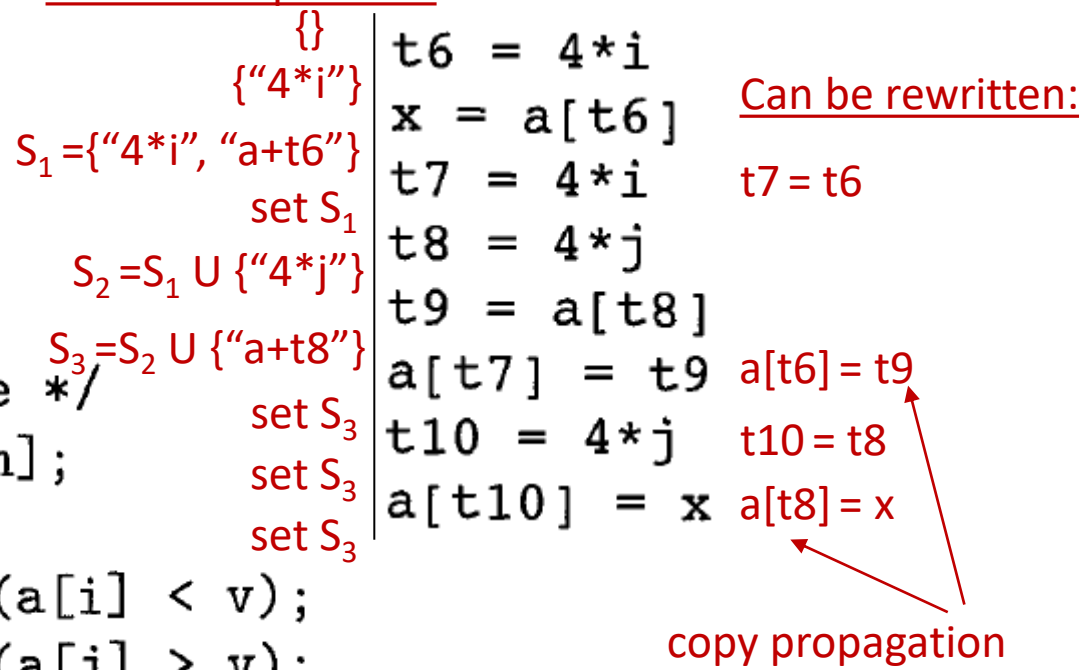 {}
t6 = 4*i
{“4*i”}
x = a[t6]
Can be rewritten:
S₁ ={“4*i”, “a+t6”}
t7 = 4*i
t7 = t6
set S₁
t8 = 4*j
S₂ =S₁ U {“4*j”}
t9 = a[t8]
S₃ =S₂ U {“a+t8”}
a[t7] = t9
a[t6] = t9
*/
set S₃
t10 = 4*j
t10 = t8
];
set S₃
a[t10] = x
a[t8] = x
set S₃
(a[i] < v);
copy propagation